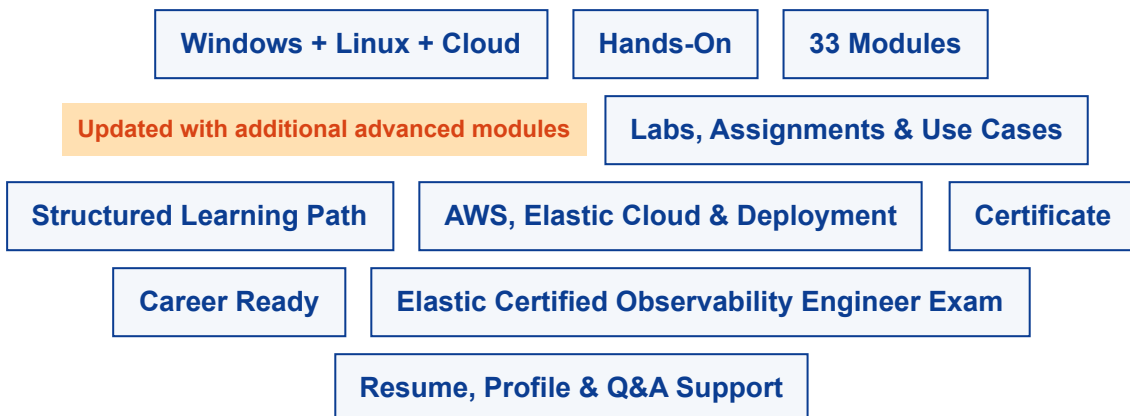 Windows + Linux + Cloud
Hands-On
33 Modules
Updated with additional advanced modules
Labs, Assignments & Use Cases
Structured Learning Path
AWS, Elastic Cloud & Deployment
Certificate
Career Ready
Elastic Certified Observability Engineer Exam
Resume, Profile & Q&A Support